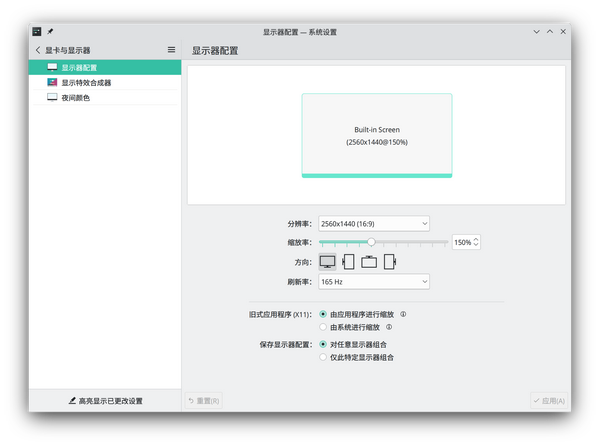 显示器配置 — 系统设置
显卡与显示器
显示器配置
显示器配置
显示特效合成器
夜间颜色
Built-in Screen
(2560x1440@150%)
分辨率: 2560x1440 (16:9)
缩放率: 150%
方向:
刷新率: 165 Hz
旧式应用程序 (X11): 由应用程序进行缩放
由系统进行缩放
保存显示器配置: 对任意显示器组合
仅此特定显示器组合
高亮显示已更改设置
重置(R)
应用(A)